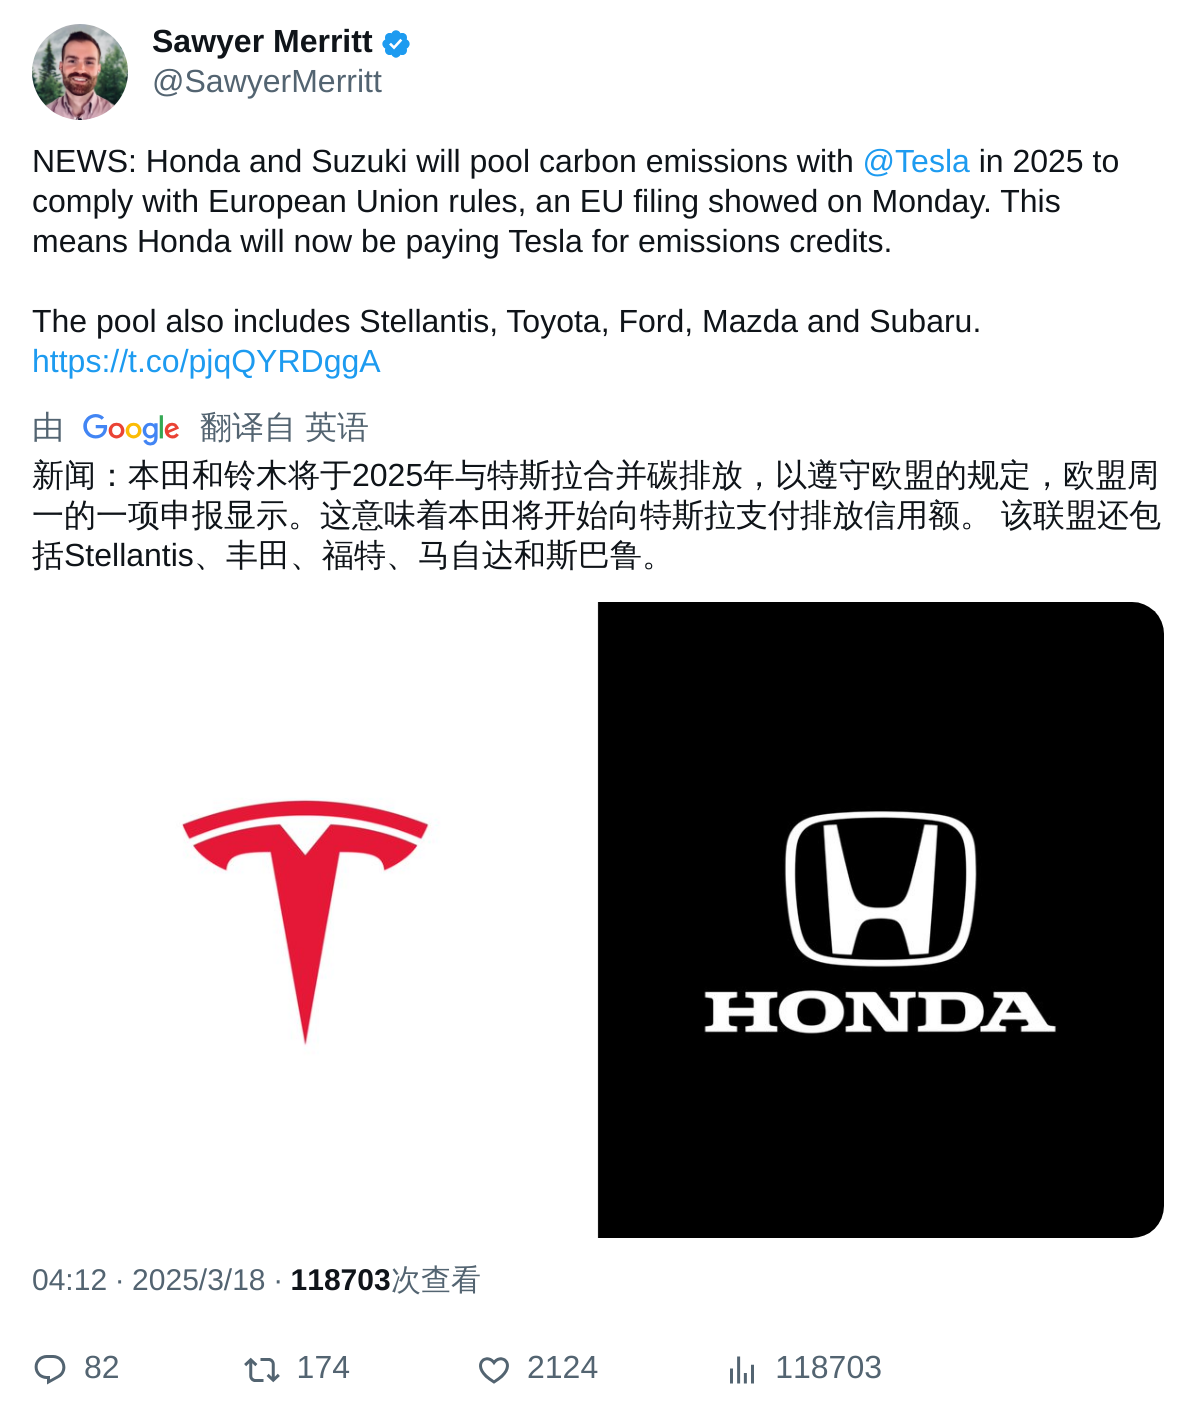 Sawyer Merritt
@SawyerMerritt
NEWS: Honda and Suzuki will pool carbon emissions with @Tesla in 2025 to
comply with European Union rules, an EU filing showed on Monday. This
means Honda will now be paying Tesla for emissions credits.
The pool also includes Stellantis, Toyota, Ford, Mazda and Subaru.
https://t.co/pjqQYRDggA
由 Google 翻译自 英语
新闻：本田和铃木将于2025年与特斯拉合并碳排放，以遵守欧盟的规定，欧盟周
一的一项申报显示。这意味着本田将开始向特斯拉支付排放信用额。 该联盟还包
括Stellantis、丰田、福特、马自达和斯巴鲁。
HONDA
04:12 · 2025/3/18 · 118703次查看
82 174 2124 118703